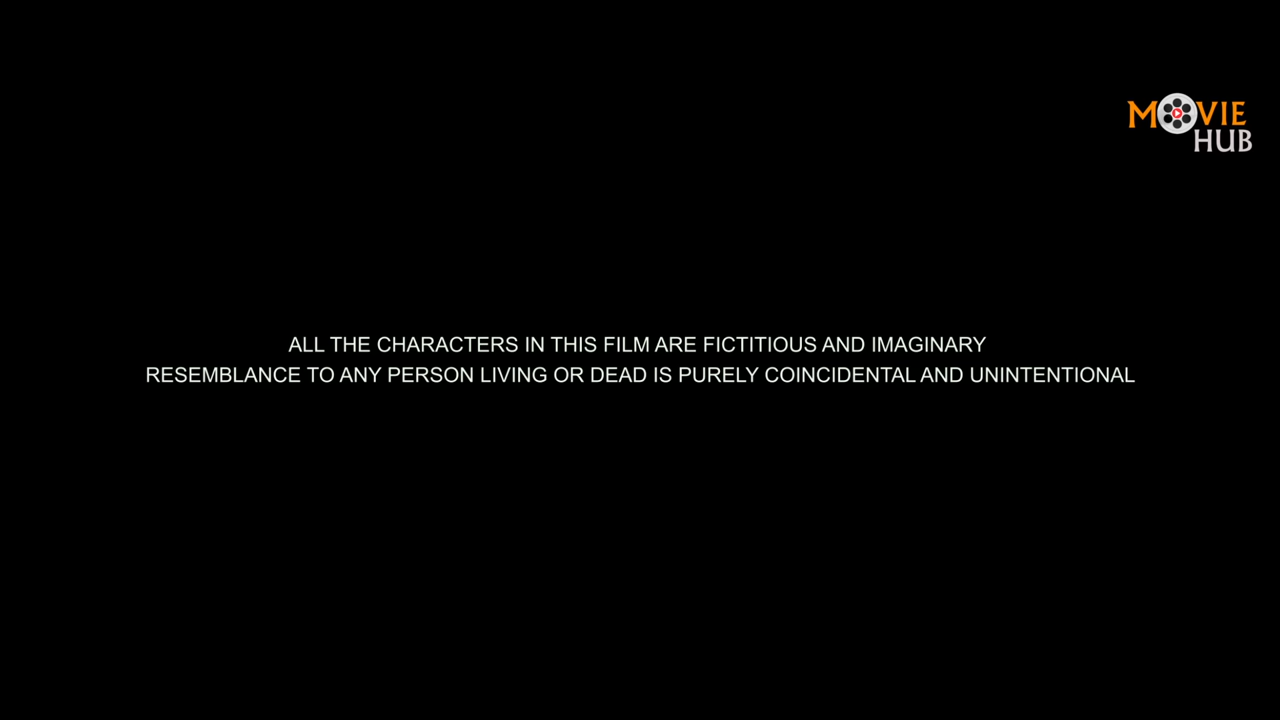 MOVIE
HUB
ALL THE CHARACTERS IN THIS FILM ARE FICTITIOUS AND IMAGINARY
RESEMBLANCE TO ANY PERSON LIVING OR DEAD IS PURELY COINCIDENTAL AND UNINTENTIONAL